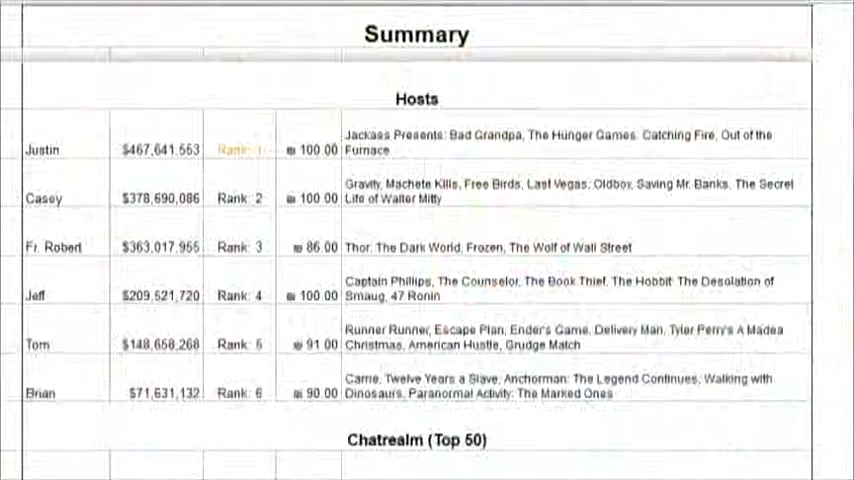 Summary
Hosts
Justin $467,641,553 Rank: 1 ₪ 100.00 Jackass Presents: Bad Grandpa, The Hunger Games: Catching Fire, Out of the
Furnace
Casey $378,690,086 Rank: 2 ₪ 100.00 Gravity, Machete Kills, Free Birds, Last Vegas, Oldboy, Saving Mr. Banks, The Secret
Life of Walter Mitty
Fr. Robert $363,017,955 Rank: 3 ₪ 86.00 Thor: The Dark World, Frozen, The Wolf of Wall Street
Jeff $209,521,720 Rank: 4 ₪ 100.00 Captain Phillips, The Counselor, The Book Thief, The Hobbit: The Desolation of
Smaug, 47 Ronin
Tom $148,658,268 Rank: 5 ₪ 91.00 Runner Runner, Escape Plan, Ender's Game, Delivery Man, Tyler Perry's A Madea
Christmas, American Hustle, Grudge Match
Brian $71,631,132 Rank: 6 ₪ 90.00 Carrie, Twelve Years a Slave, Anchorman: The Legend Continues, Walking with
Dinosaurs, Paranormal Activity: The Marked Ones
Chatrealm (Top 50)